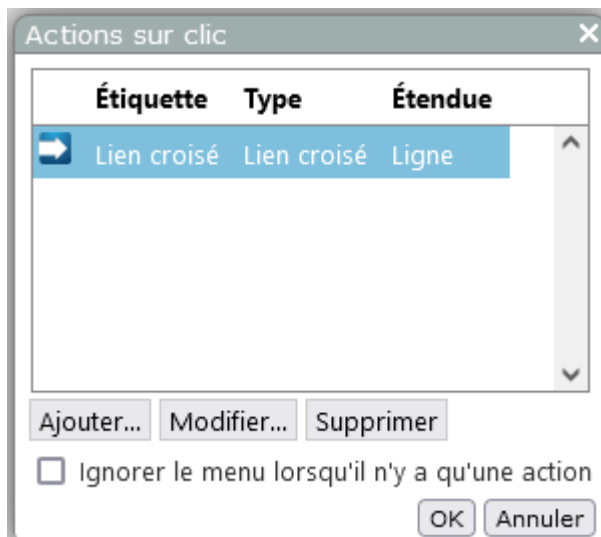 Actions sur clic
Étiquette Type Étendue
Lien croisé Lien croisé Ligne
Ajouter... Modifier... Supprimer
Ignorer le menu lorsqu'il n'y a qu'une action
OK Annuler